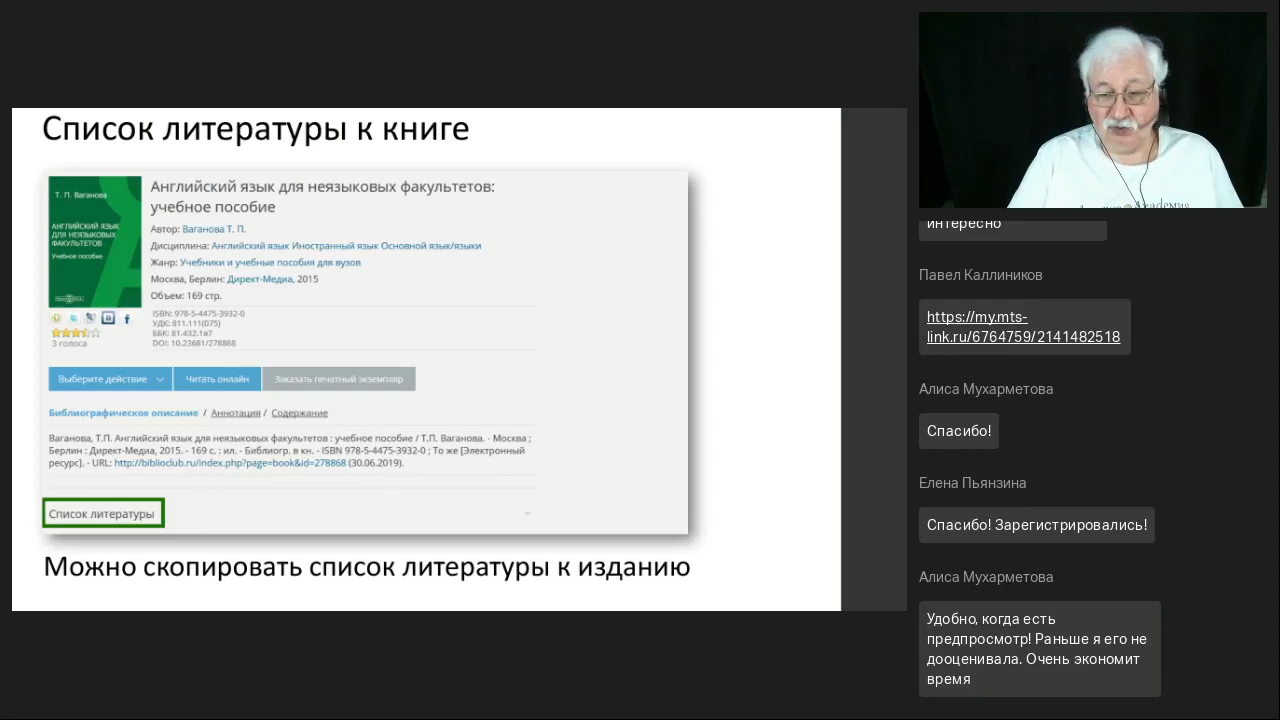 Список литературы к книге
Т. П. Ваганова
АНГЛИЙСКИЙ ЯЗЫК
ДЛЯ НЕЯЗЫКОВЫХ
ФАКУЛЬТЕТОВ
Учебное пособие
3 голоса
Английский язык для неязыковых факультетов:
учебное пособие
Автор: Ваганова Т. П.
Дисциплина: Английский язык Иностранный язык Основной язык/языки
Жанр: Учебники и учебные пособия для вузов
Москва, Берлин: Директ-Медиа, 2015
Объем: 169 стр.
ISBN: 978-5-4475-3932-0
УДК: 811.111(075)
ББК: 81.432.1я7
DOI: 10.23681/278868
Выберите действие
Читать онлайн
Заказать печатный экземпляр
Библиографическое описание / Аннотация / Содержание
Ваганова, Т.П. Английский язык для неязыковых факультетов : учебное пособие / Т.П. Ваганова. - Москва ;
Берлин : Директ-Медиа, 2015. - 169 с. : ил. - Библиогр. в кн. - ISBN 978-5-4475-3932-0 ; То же [Электронный
ресурс]. - URL: http://biblioclub.ru/index.php?page=book&id=278868 (30.06.2019).
Список литературы
Можно скопировать список литературы к изданию
интересно
Павел Каллиников
https://my.mts-
link.ru/6764759/2141482518
Алиса Мухарметова
Спасибо!
Елена Пьянзина
Спасибо! Зарегистрировались!
Алиса Мухарметова
Удобно, когда есть
предпросмотр! Раньше я его не
дооценивала. Очень экономит
время